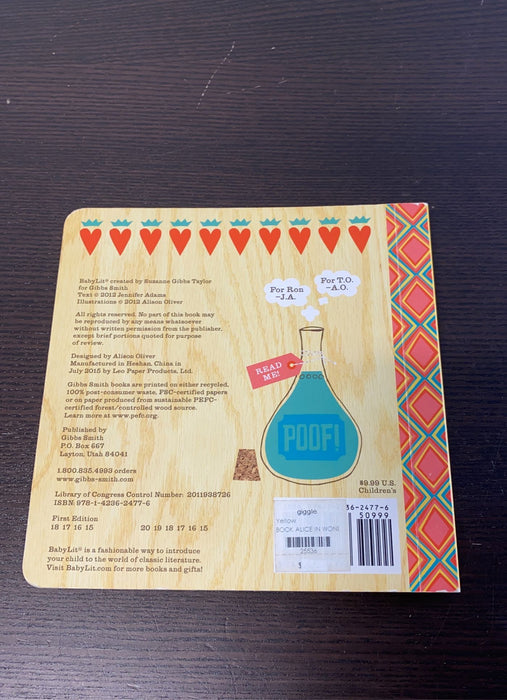 BabyLit® created by Suzanne Gibbs Taylor
for Gibbs Smith
Text © 2012 Jennifer Adams
Illustrations © 2012 Alison Oliver
All rights reserved. No part of this book may
be reproduced by any means whatsoever
without written permission from the publisher,
except brief portions quoted for purpose
of review.
Designed by Alison Oliver
Manufactured in Heshan, China in
July 2015 by Leo Paper Products, Ltd.
Gibbs Smith books are printed on either recycled,
100% post-consumer waste, FSC-certified papers
or on paper produced from sustainable PEFC-
certified forest/controlled wood source.
Learn more at www.pefc.org.
Published by
Gibbs Smith
P.O. Box 667
Layton, Utah 84041
1.800.835.4993 orders
www.gibbs-smith.com
Library of Congress Control Number: 2011938726
ISBN: 978-1-4236-2477-6
First Edition
18 17 16 15 20 19 18 17 16 15
BabyLit® is a fashionable way to introduce
your child to the world of classic literature.
Visit BabyLit.com for more books and gifts!
For Ron
–J.A.
For T.O.
–A.O.
READ
ME!
POOF!
$9.99 U.S.
Children's
36-2477-6
50999
giggle
Yellow
BOOK ALICE IN WON
25536